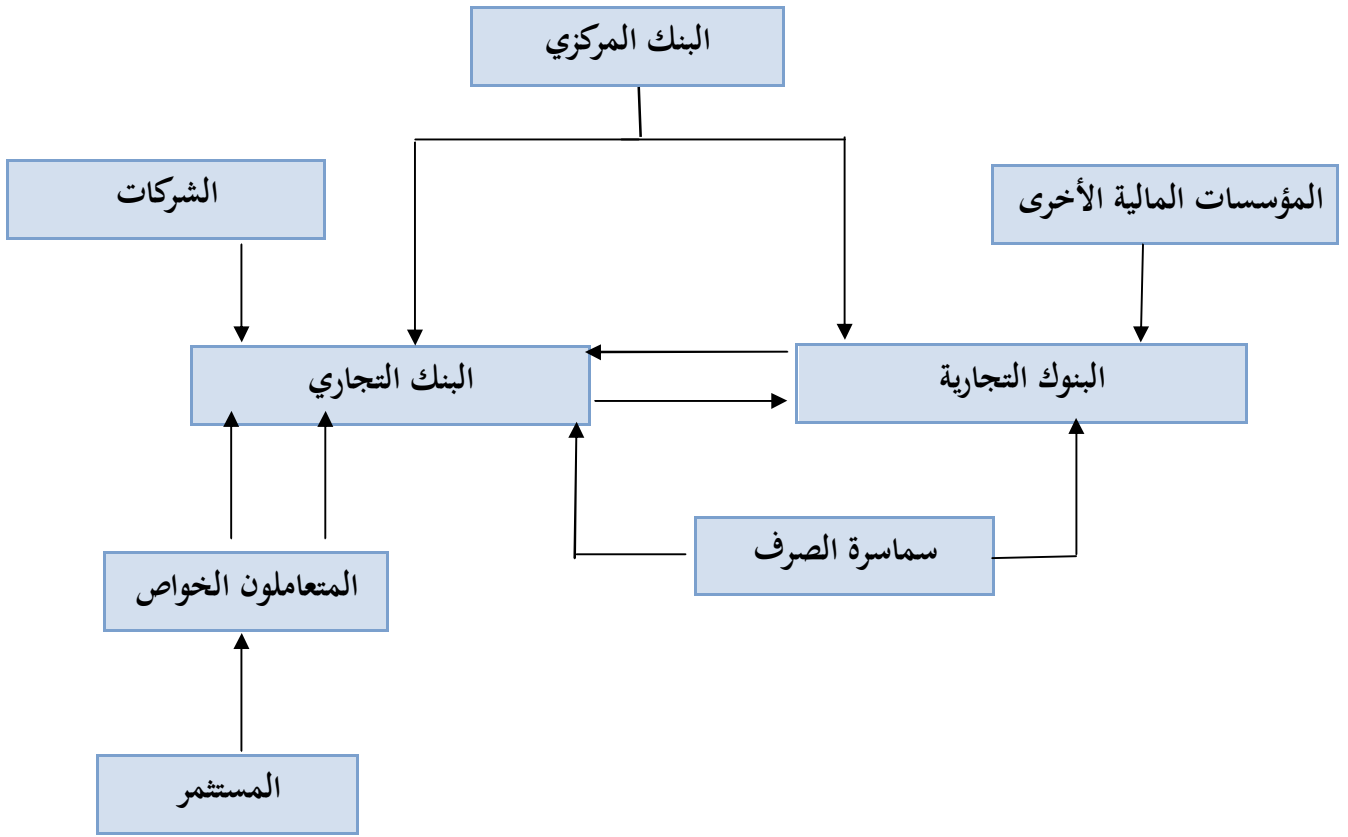 البنك المركزي
الشركات
المؤسسات المالية الأخرى
البنك التجاري
البنوك التجارية
سماسرة الصرف
المتعاملون الخواص
المستثمر